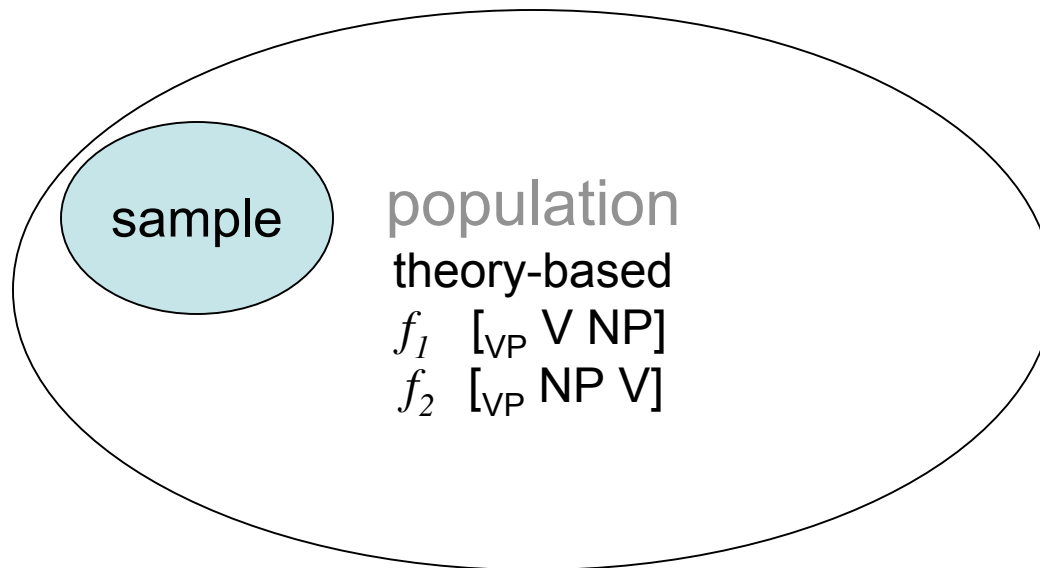 sample
population
theory-based
f₁ [VP V NP]
f₂ [VP NP V]